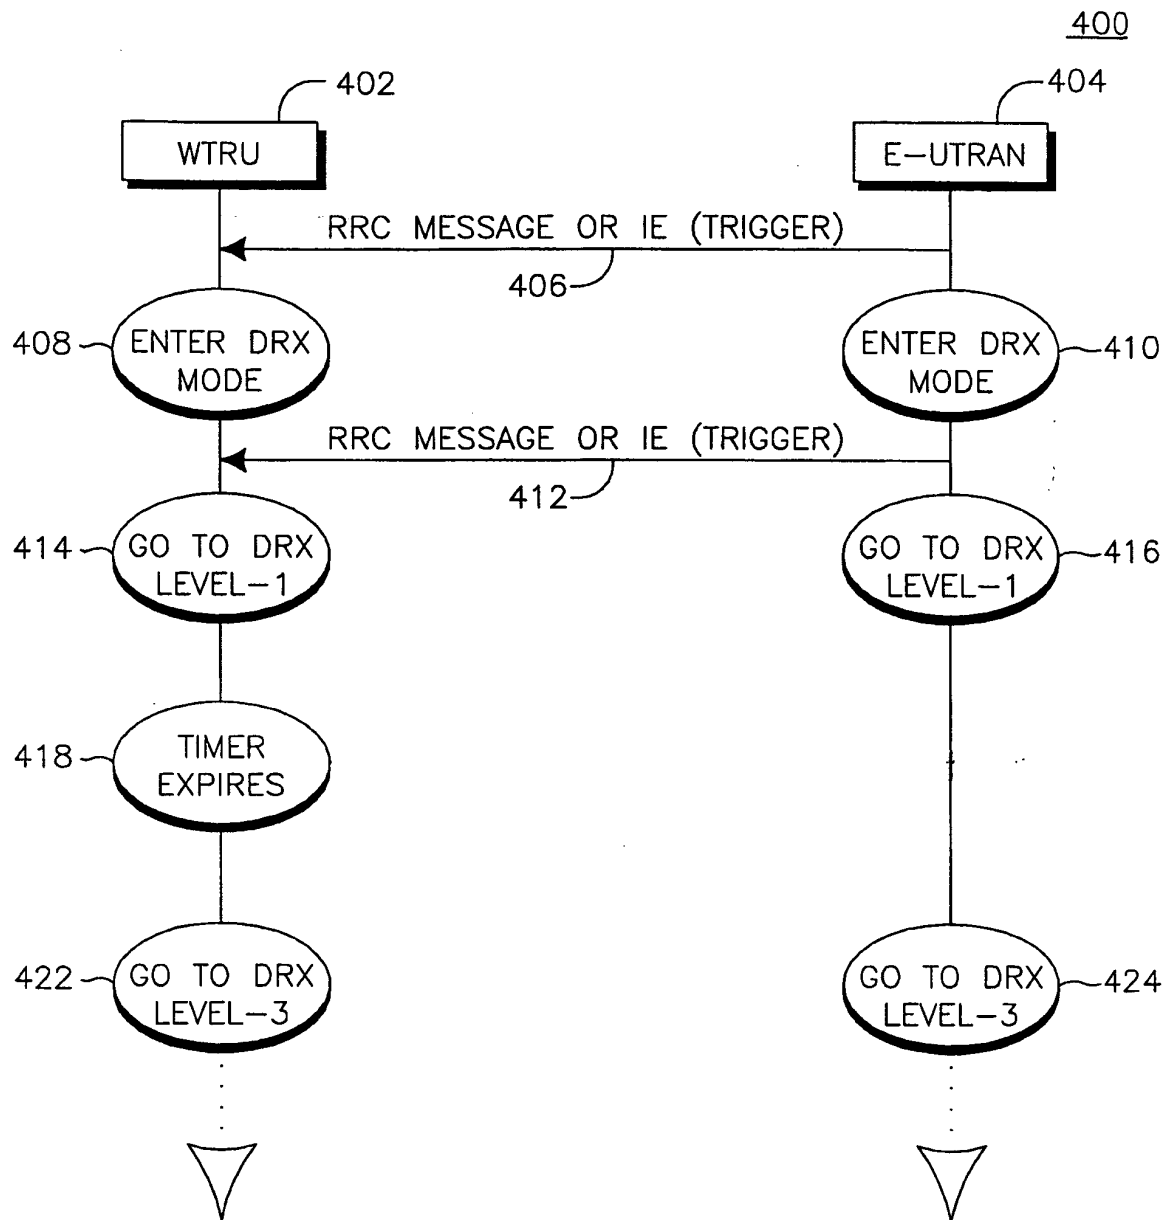 400
402
404
WTRU
E-UTRAN
RRC MESSAGE OR IE (TRIGGER)
406
408
ENTER DRX
MODE
ENTER DRX
MODE
410
RRC MESSAGE OR IE (TRIGGER)
412
414
GO TO DRX
LEVEL-1
GO TO DRX
LEVEL-1
416
418
TIMER
EXPIRES
422
GO TO DRX
LEVEL-3
GO TO DRX
LEVEL-3
424